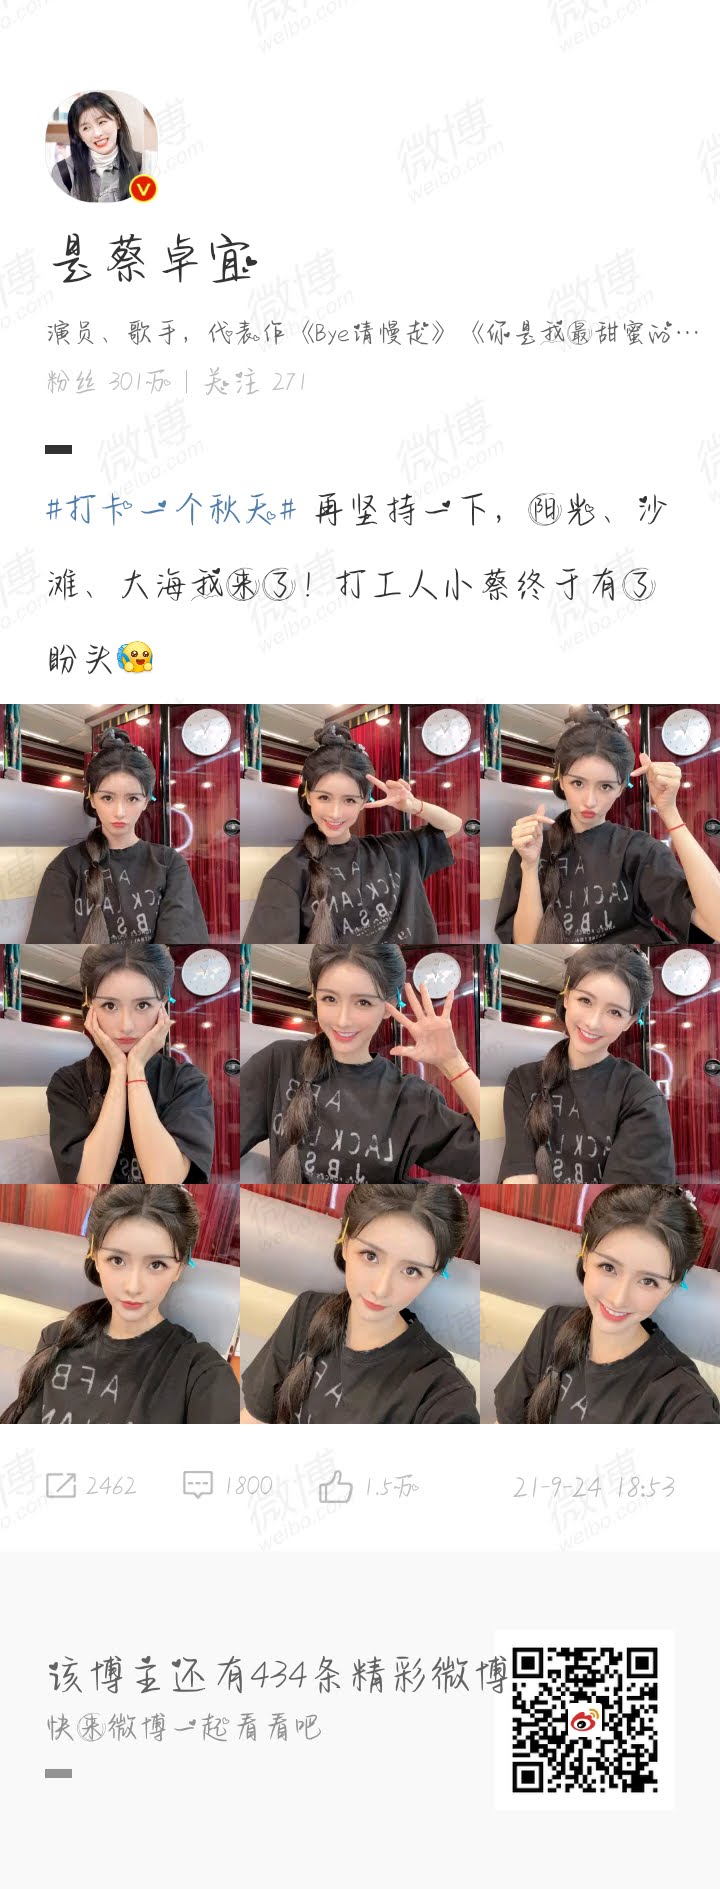 是蔡卓宜
演员、歌手，代表作《Bye请慢走》《你是我最甜蜜的…
粉丝 301万 | 关注 271
#打卡一个秋天# 再坚持一下，阳光、沙
滩、大海我来了！打工人小蔡终于有了
盼头
2462 1800 1.5万 21-9-24 18:53
该博主还有434条精彩微博
快来微博一起看看吧
微博
weibo.com